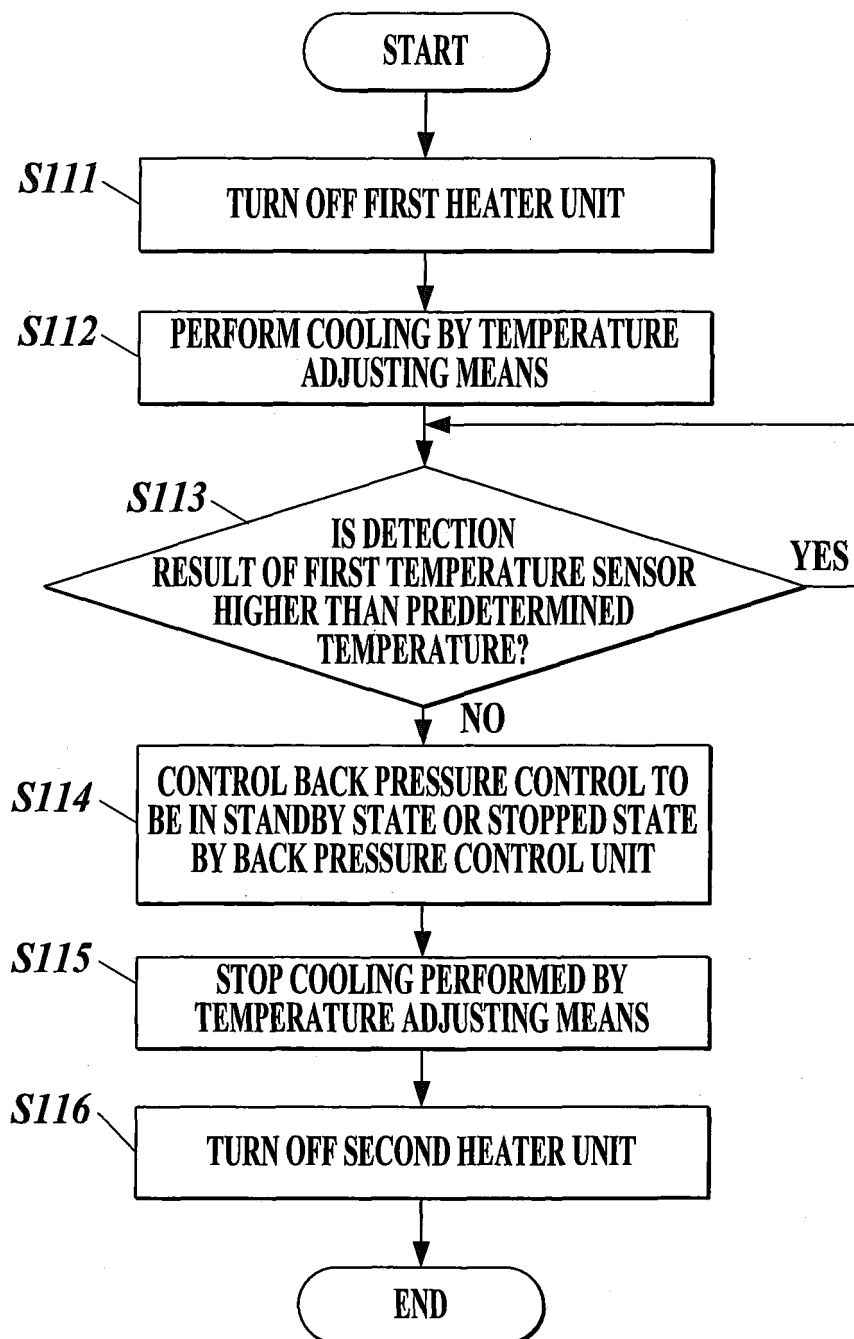 START
S111
TURN OFF FIRST HEATER UNIT
S112
PERFORM COOLING BY TEMPERATURE
ADJUSTING MEANS
S113
IS DETECTION
RESULT OF FIRST TEMPERATURE SENSOR
HIGHER THAN PREDETERMINED
TEMPERATURE?
YES
NO
S114
CONTROL BACK PRESSURE CONTROL TO
BE IN STANDBY STATE OR STOPPED STATE
BY BACK PRESSURE CONTROL UNIT
S115
STOP COOLING PERFORMED BY
TEMPERATURE ADJUSTING MEANS
S116
TURN OFF SECOND HEATER UNIT
END